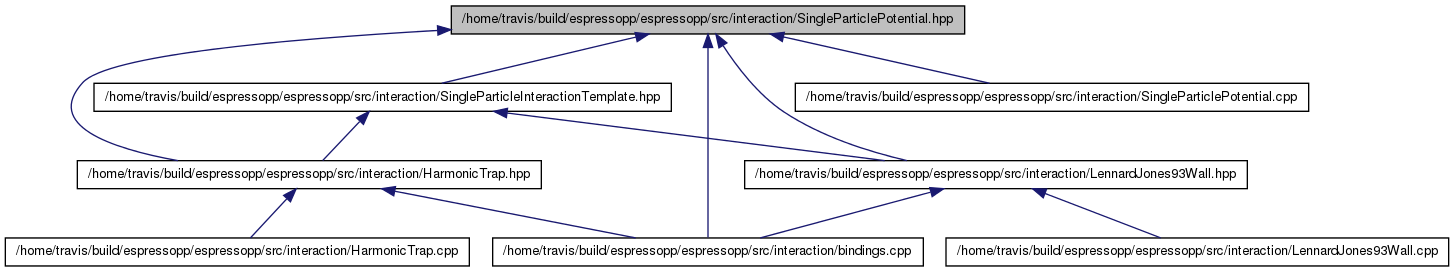 /home/travis/build/espressopp/espressopp/src/interaction/SingleParticlePotential.hpp
/home/travis/build/espressopp/espressopp/src/interaction/SingleParticleInteractionTemplate.hpp
/home/travis/build/espressopp/espressopp/src/interaction/SingleParticlePotential.cpp
/home/travis/build/espressopp/espressopp/src/interaction/HarmonicTrap.hpp
/home/travis/build/espressopp/espressopp/src/interaction/LennardJones93Wall.hpp
/home/travis/build/espressopp/espressopp/src/interaction/HarmonicTrap.cpp
/home/travis/build/espressopp/espressopp/src/interaction/bindings.cpp
/home/travis/build/espressopp/espressopp/src/interaction/LennardJones93Wall.cpp